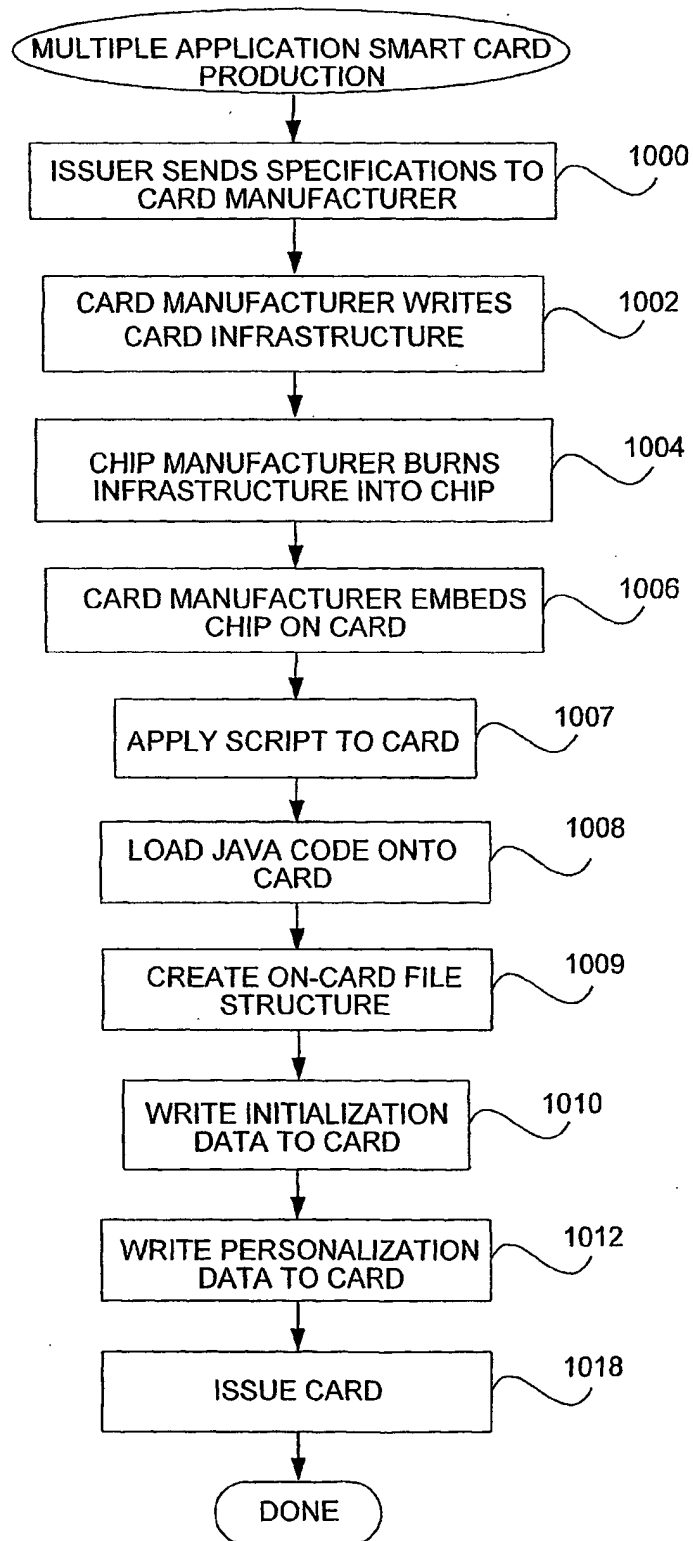 MULTIPLE APPLICATION SMART CARD
PRODUCTION
ISSUER SENDS SPECIFICATIONS TO
CARD MANUFACTURER
1000
CARD MANUFACTURER WRITES
CARD INFRASTRUCTURE
1002
CHIP MANUFACTURER BURNS
INFRASTRUCTURE INTO CHIP
1004
CARD MANUFACTURER EMBEDS
CHIP ON CARD
1006
APPLY SCRIPT TO CARD
1007
LOAD JAVA CODE ONTO
CARD
1008
CREATE ON-CARD FILE
STRUCTURE
1009
WRITE INITIALIZATION
DATA TO CARD
1010
WRITE PERSONALIZATION
DATA TO CARD
1012
ISSUE CARD
1018
DONE